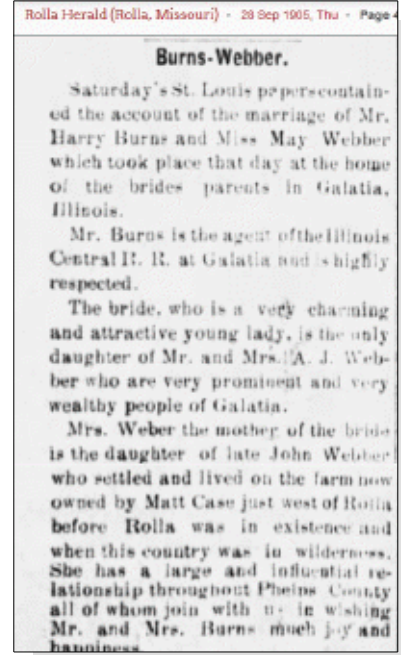 Rolla Herald (Rolla, Missouri) - 28 Sep 1905, Thu - Page 4
Burns-Webber.
Saturday's St. Louis papers contain-
ed the account of the marriage of Mr.
Harry Burns and Miss May Webber
which took place that day at the home
of the brides parents in Galatia,
Illinois.
Mr. Burns is the agent of the Illinois
Central R. R. at Galatia and is highly
respected.
The bride, who is a very charming
and attractive young lady, is the only
daughter of Mr. and Mrs. A. J. Web-
ber who are very prominent and very
wealthy people of Galatia.
Mrs. Weber the mother of the bride
is the daughter of late John Webber
who settled and lived on the farm now
owned by Matt Case just west of Rolla
before Rolla was in existence and
when this country was in wilderness.
She has a large and influential re-
lationship throughout Phelps County
all of whom join with us in wishing
Mr. and Mrs. Burns much joy and
happiness.